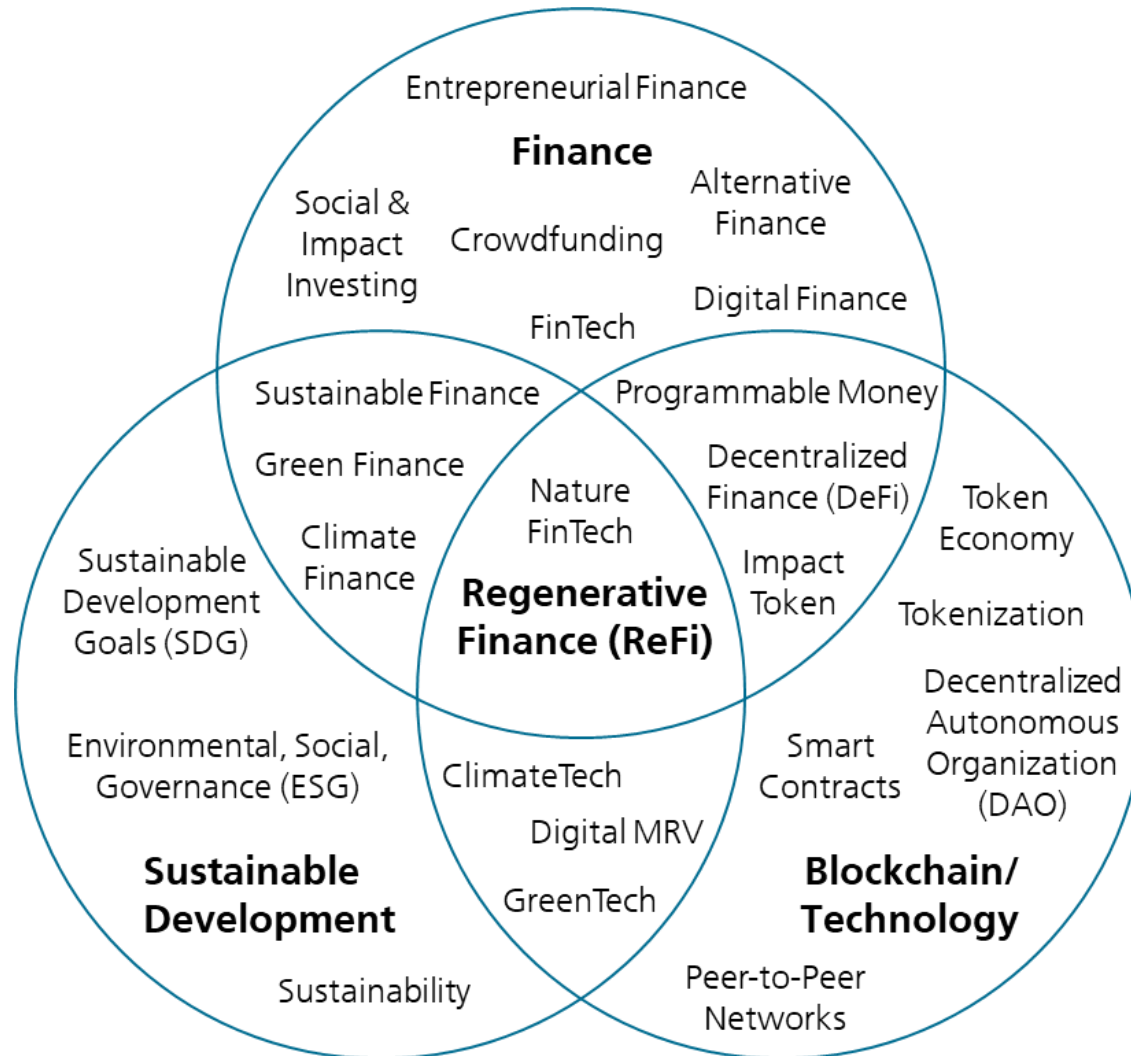 Entrepreneurial Finance
Finance
Social &
Impact
Investing
Crowdfunding
Alternative
Finance
Digital Finance
FinTech
Sustainable Finance
Programmable Money
Green Finance
Climate
Finance
Nature
FinTech
Decentralized
Finance (DeFi)
Impact
Token
Regenerative
Finance (ReFi)
Token
Economy
Tokenization
Decentralized
Autonomous
Organization
(DAO)
Smart
Contracts
Sustainable
Development
Goals (SDG)
Environmental, Social,
Governance (ESG)
ClimateTech
Digital MRV
GreenTech
Sustainable
Development
Blockchain/
Technology
Sustainability
Peer-to-Peer
Networks